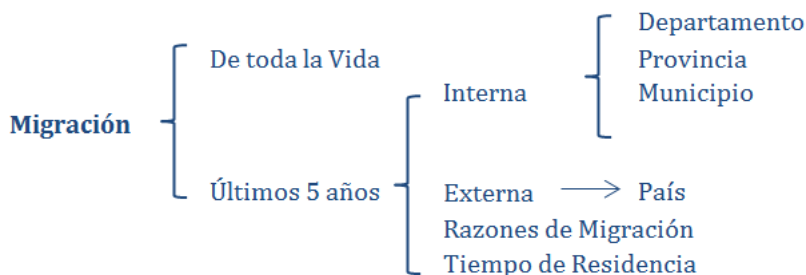 Migración
De toda la Vida
Últimos 5 años
Interna
Departamento
Provincia
Municipio
Externa
País
Razones de Migración
Tiempo de Residencia